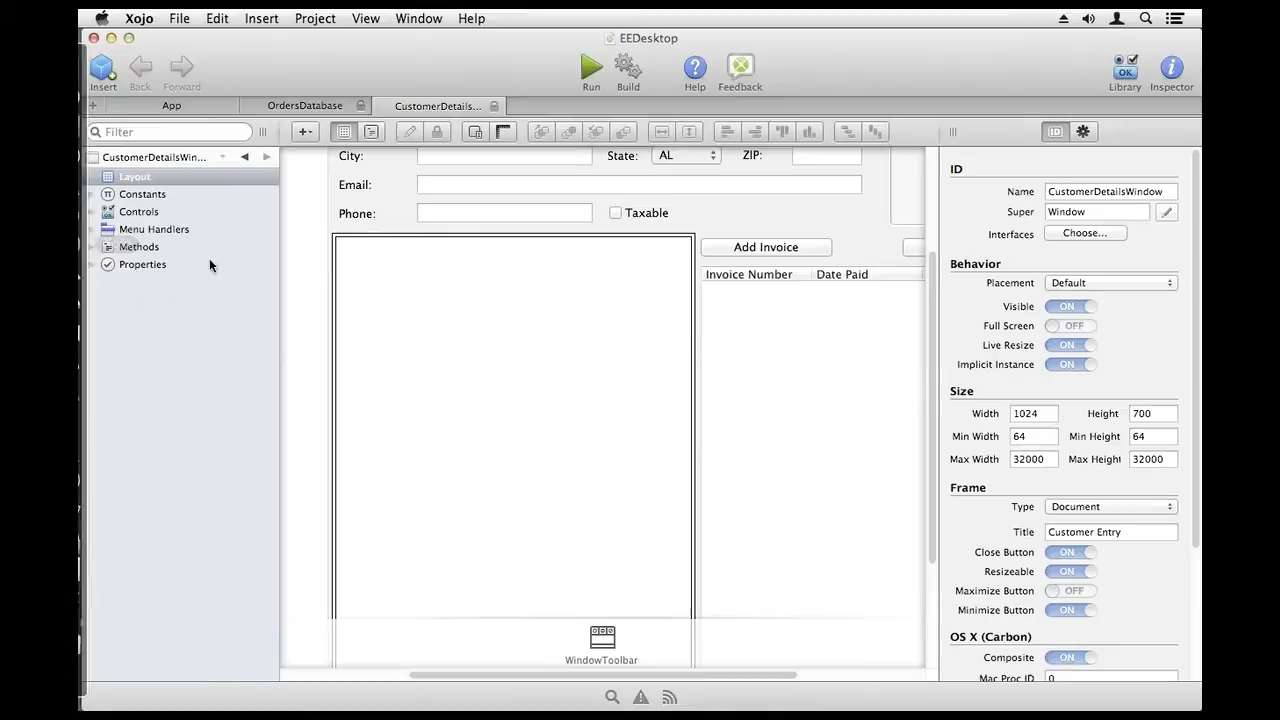 Xojo File Edit Insert Project View Window Help
EEDesktop
Insert Back Forward Run Build Help Feedback Library Inspector
OK
App OrdersDatabase CustomerDetails...
Filter
CustomerDetailsWin...
Layout
Constants
Controls
Menu Handlers
Methods
Properties
City: State: AL ZIP:
Email:
Phone: Taxable
Add Invoice
Invoice Number Date Paid
WindowToolbar
ID
Name CustomerDetailsWindow
Super Window
Interfaces Choose...
Behavior
Placement Default
Visible ON
Full Screen OFF
Live Resize ON
Implicit Instance ON
Size
Width 1024 Height 700
Min Width 64 Min Height 64
Max Width 32000 Max Height 32000
Frame
Type Document
Title Customer Entry
Close Button ON
Resizeable ON
Maximize Button OFF
Minimize Button ON
OS X (Carbon)
Composite ON
Mac Proc ID 0